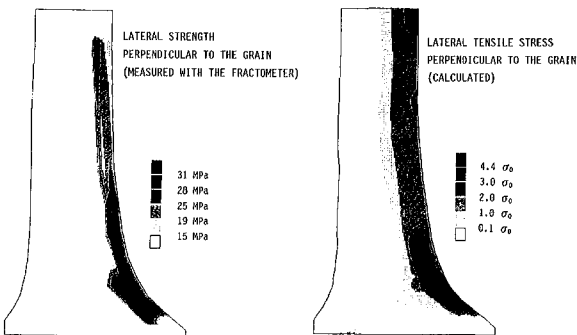 LATERAL STRENGTH
PERPENDICULAR TO THE GRAIN
(MEASURED WITH THE FRACTOMETER)
31 MPa
28 MPa
25 MPa
19 MPa
15 MPa
LATERAL TENSILE STRESS
PERPENDICULAR TO THE GRAIN
(CALCULATED)
4.4 σ₀
3.0 σ₀
2.0 σ₀
1.0 σ₀
0.1 σ₀